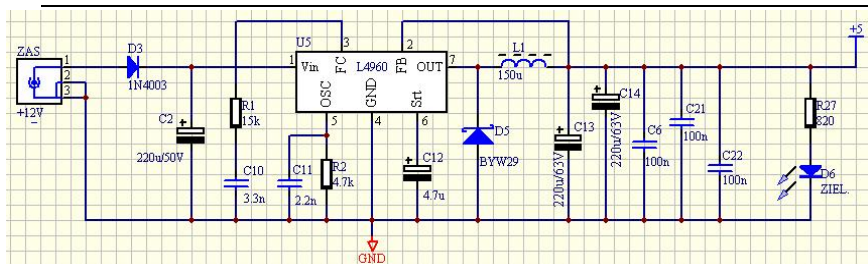 ZAS
1
2
3
+12V
D3
1N4003
C2
220u/50V
R1
15k
C10
3.3n
U5
L4960
1
Vin
3
FC
2
FB
7
OUT
OSC
5
GND
4
Srt
6
C11
2.2n
R2
4.7k
C12
4.7u
GND
D5
BYW29
L1
150u
C13
220u/63V
C14
220u/63V
C6
100n
C21
100n
C22
100n
+5
R27
820
D6
ZIEL.